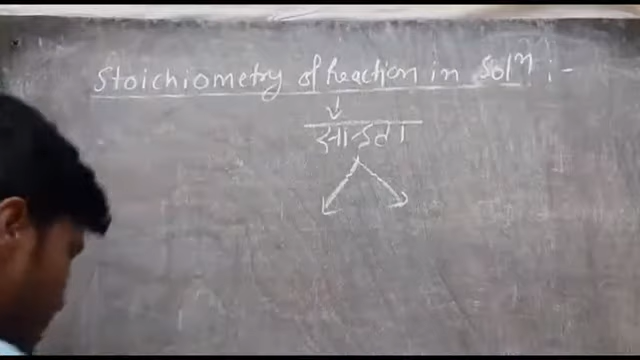 Stoichiometry of Reaction in Solⁿ :-
सान्द्रता